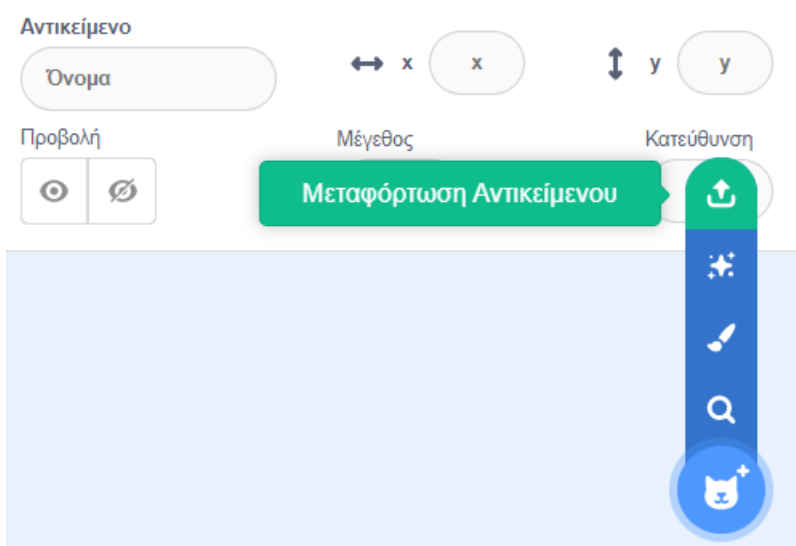 Αντικείμενο
Όνομα
x
x
y
y
Προβολή
Μέγεθος
Κατεύθυνση
Μεταφόρτωση Αντικείμενου